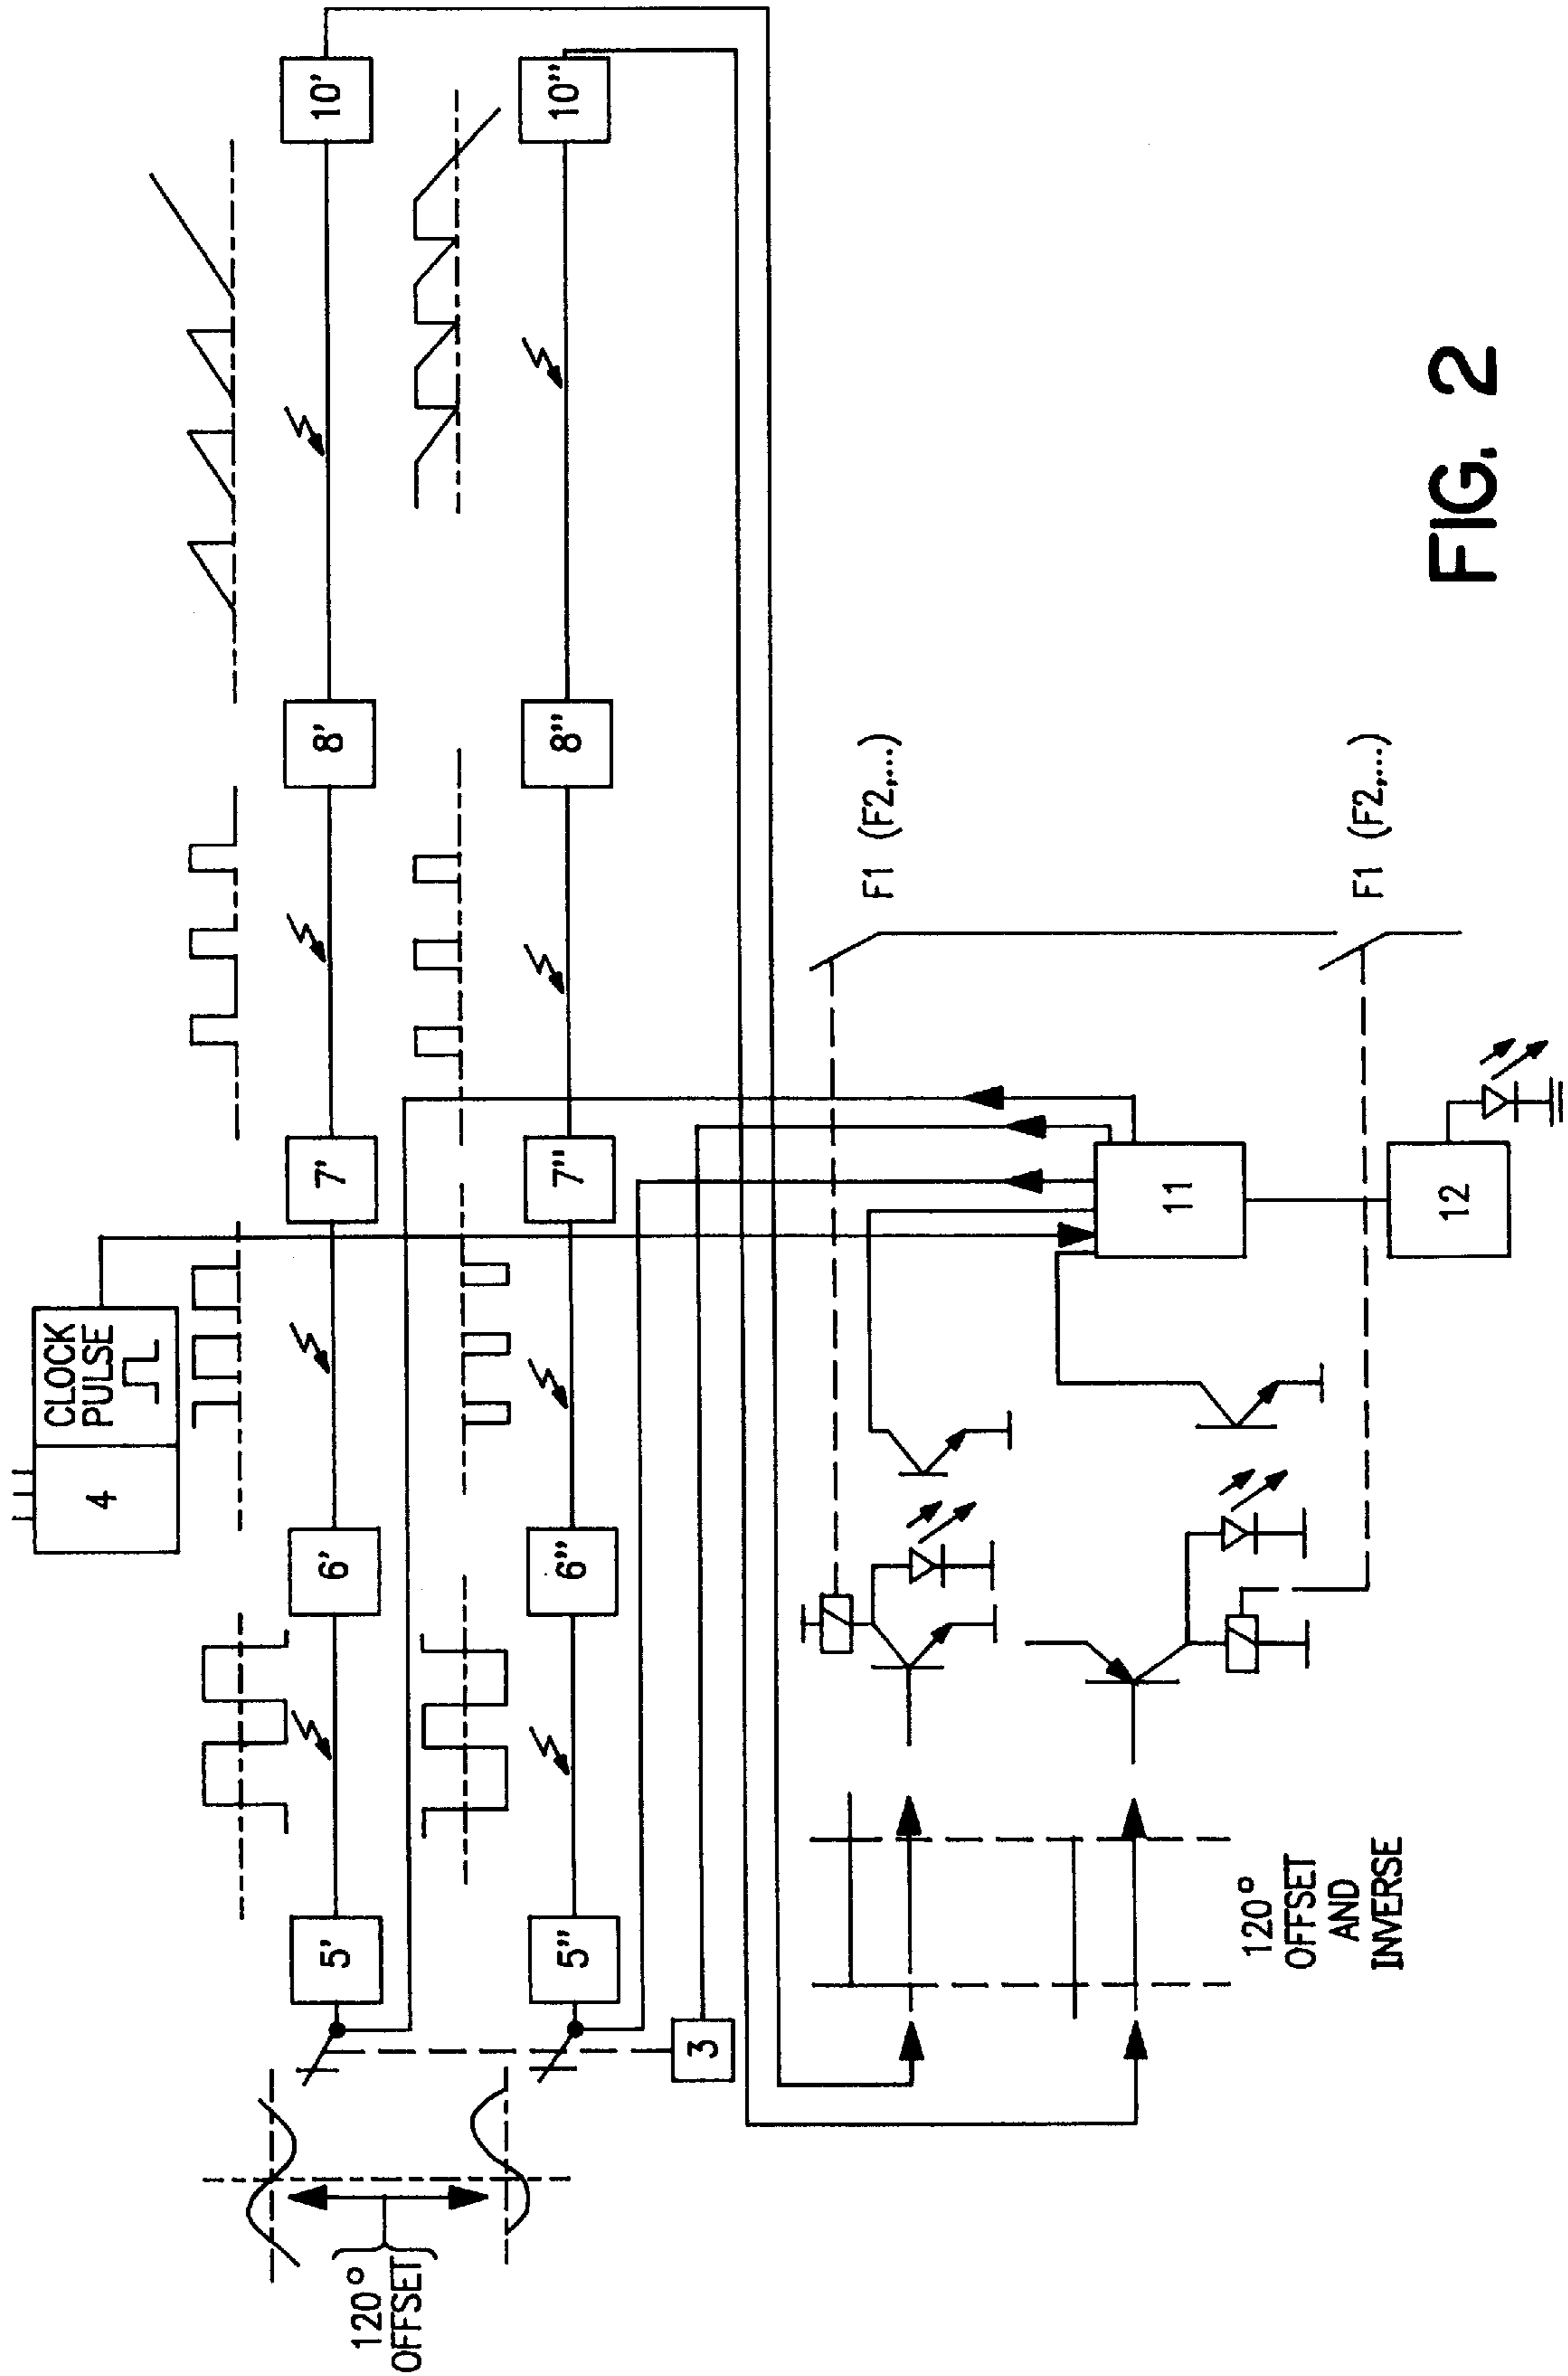 4
CLOCK
PULSE
5'
6'
7'
8'
10'
120°
OFFSET
5"
6"
7"
8"
10"
3
F1 (F2,...)
11
120°
OFFSET
AND
INVERSE
12
F1 (F2,...)
FIG. 2